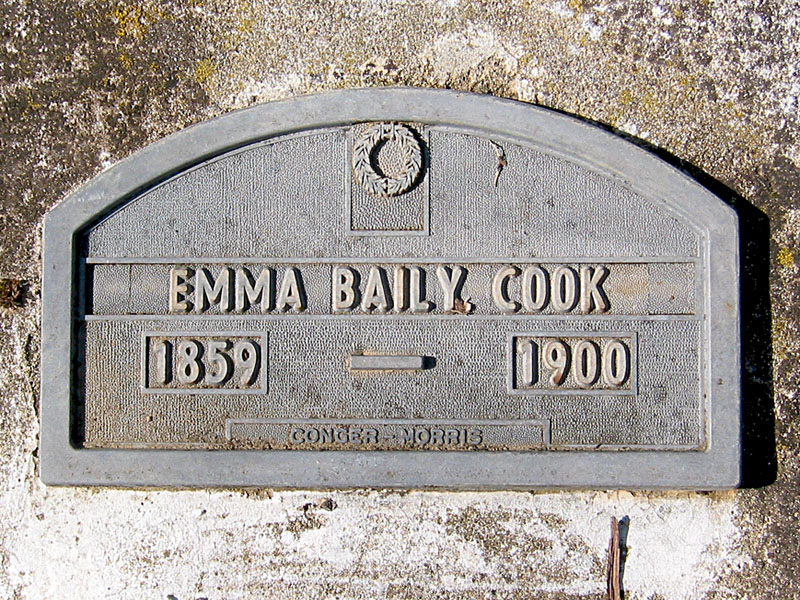 EMMA BAILY COOK
1859 — 1900
CONGER-MORRIS